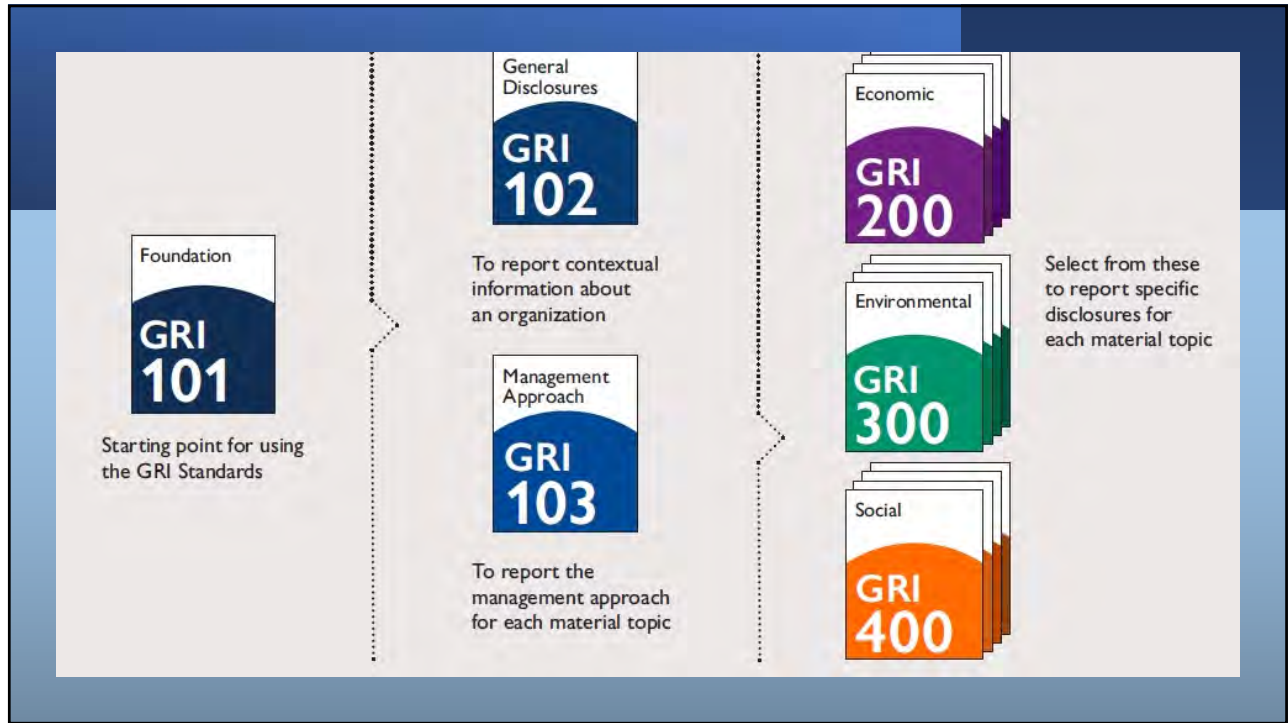 Foundation
GRI
101
Starting point for using
the GRI Standards
General
Disclosures
GRI
102
To report contextual
information about
an organization
Management
Approach
GRI
103
To report the
management approach
for each material topic
Economic
GRI
200
Environmental
GRI
300
Social
GRI
400
Select from these
to report specific
disclosures for
each material topic